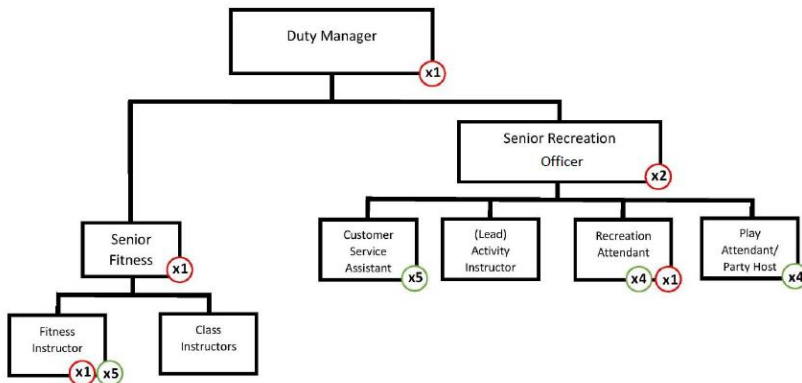 Duty Manager
x1
Senior Recreation
Officer
x2
Senior
Fitness
x1
Customer
Service
Assistant
x5
(Lead)
Activity
Instructor
Recreation
Attendant
x4 x1
Play
Attendant/
Party Host
x4
Fitness
Instructor
x1 x5
Class
Instructors